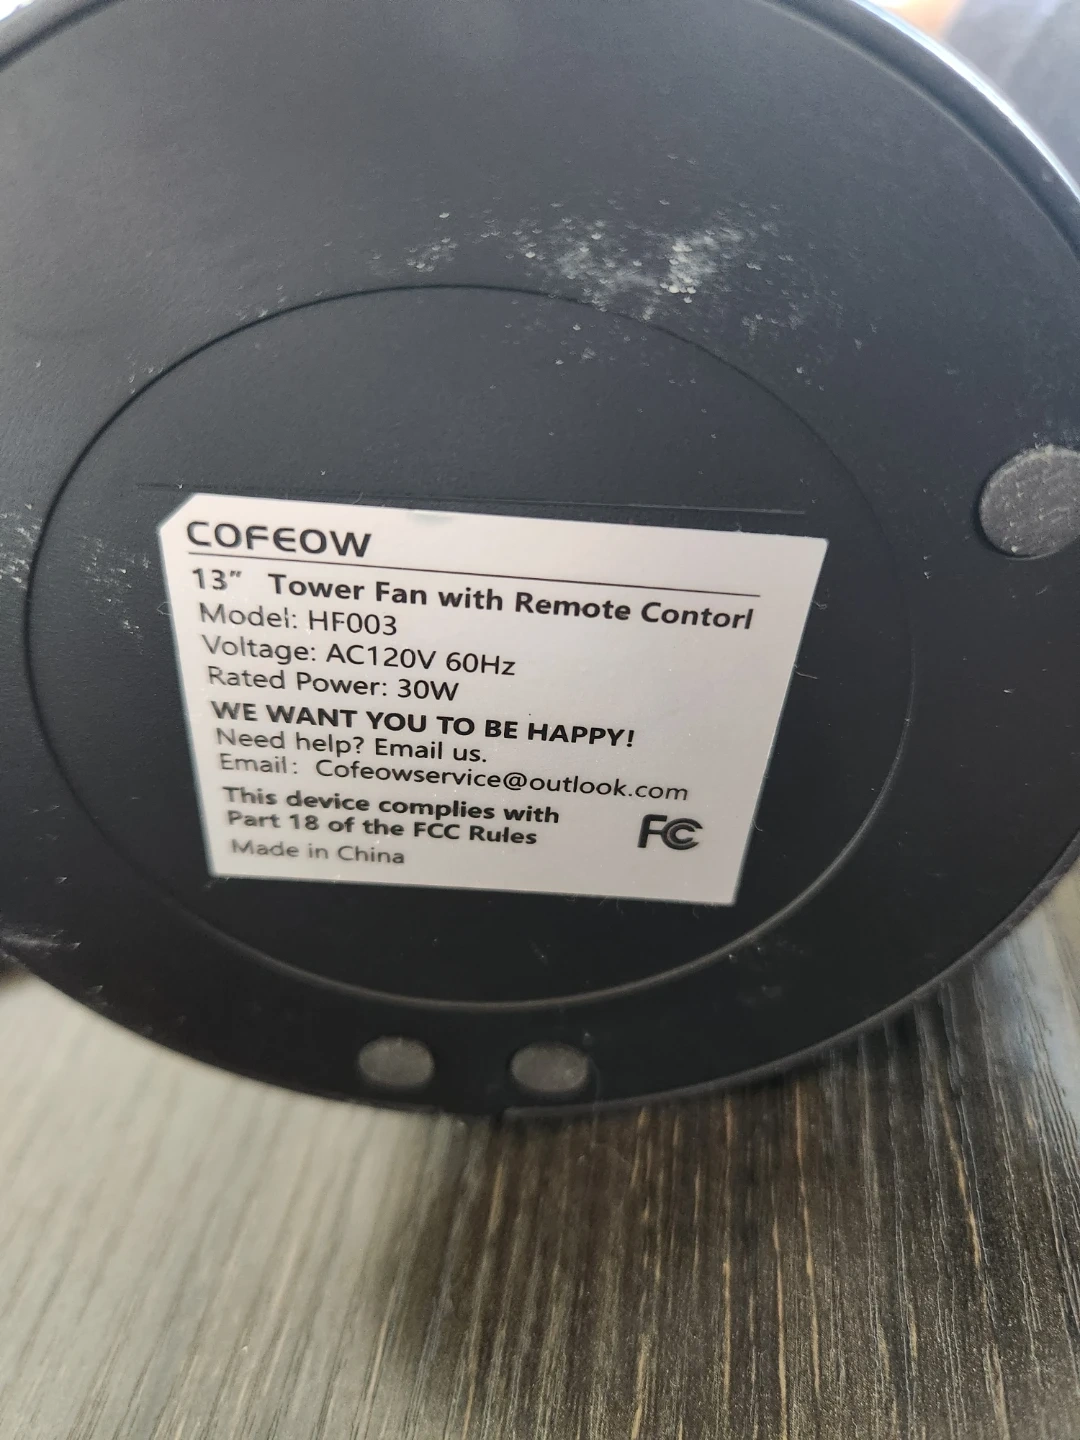 COFEOW
13" Tower Fan with Remote Contorl
Model: HF003
Voltage: AC120V 60Hz
Rated Power: 30W
WE WANT YOU TO BE HAPPY!
Need help? Email us.
Email: Cofeowservice@outlook.com
This device complies with
Part 18 of the FCC Rules
FC
Made in China